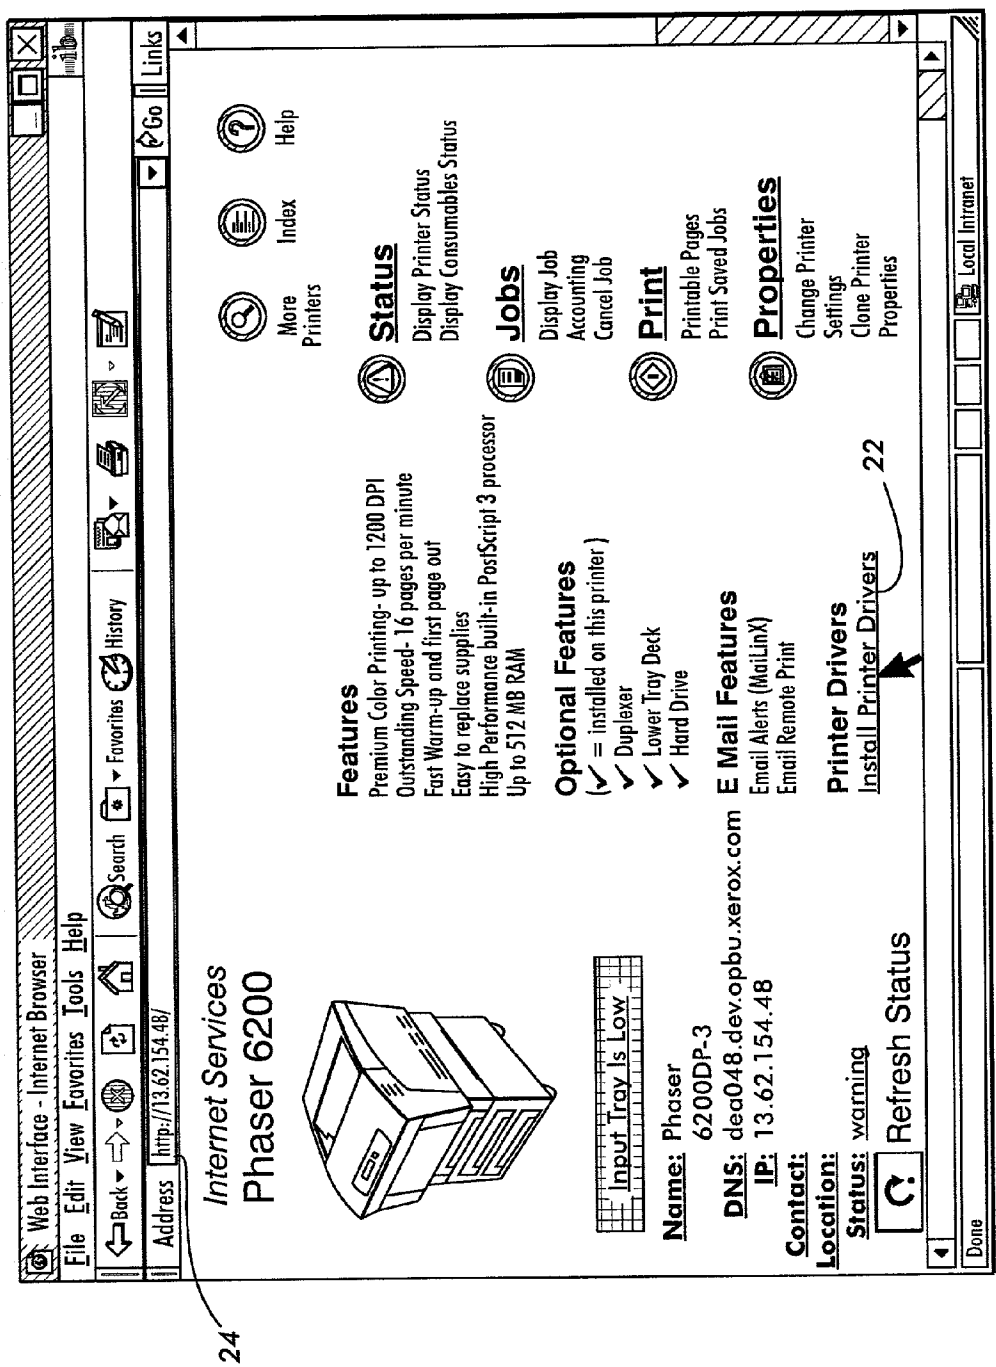 Web Interface - Internet Browser
File Edit View Favorites Tools Help
Back Search Favorites History
Address http://13.62.154.48/ Go Links
24
Internet Services
Phaser 6200
More Printers
Index
Help
Input Tray Is Low
Name: Phaser
6200DP-3
DNS: dea048.dev.opbu.xerox.com
IP: 13.62.154.48
Contact:
Location:
Status: warning
Refresh Status
Features
Premium Color Printing- up to 1200 DPI
Outstanding Speed- 16 pages per minute
Fast Warm-up and first page out
Easy to replace supplies
High Performance built-in PostScript 3 processor
Up to 512 MB RAM
Optional Features
(✓ = installed on this printer )
✓ Duplexer
✓ Lower Tray Deck
✓ Hard Drive
E Mail Features
Email Alerts (MaiLinX)
Email Remote Print
Printer Drivers
Install Printer Drivers
22
Status
Display Printer Status
Display Consumables Status
Jobs
Display Job
Accounting
Cancel Job
Print
Printable Pages
Print Saved Jobs
Properties
Change Printer
Settings
Clone Printer
Properties
Done
Local Intranet